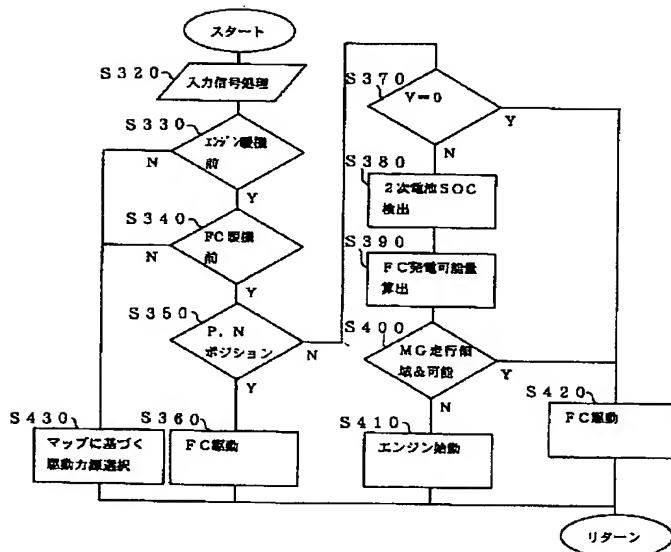 スタート
S320
入力信号処理
S330
エンジン暖機
前
N
Y
S340
FC暖機
前
N
Y
S350
P,N
ポジション
N
Y
S360
FC駆動
S430
マップに基づく
駆動力源選択
S370
V=0
Y
N
S380
2次電池SOC
検出
S390
FC発電可能量
算出
S400
MG走行領
域&可能
Y
N
S410
エンジン始動
S420
FC駆動
リターン